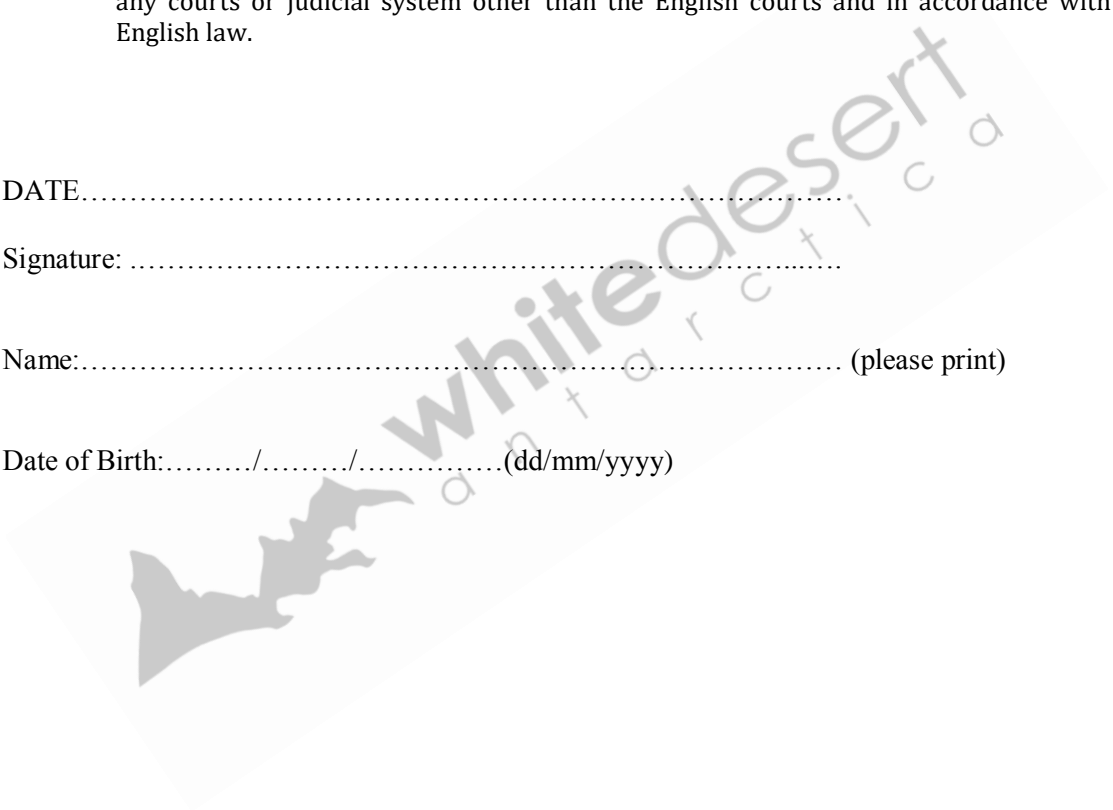 any courts or judicial system other than the English courts and in accordance with
English law.
DATE……………………………………………………………………
Signature: …………………………………………………………...….
Name:…………………………………………………………………… (please print)
Date of Birth:………/………/……………(dd/mm/yyyy)
whitedesert
antarctica